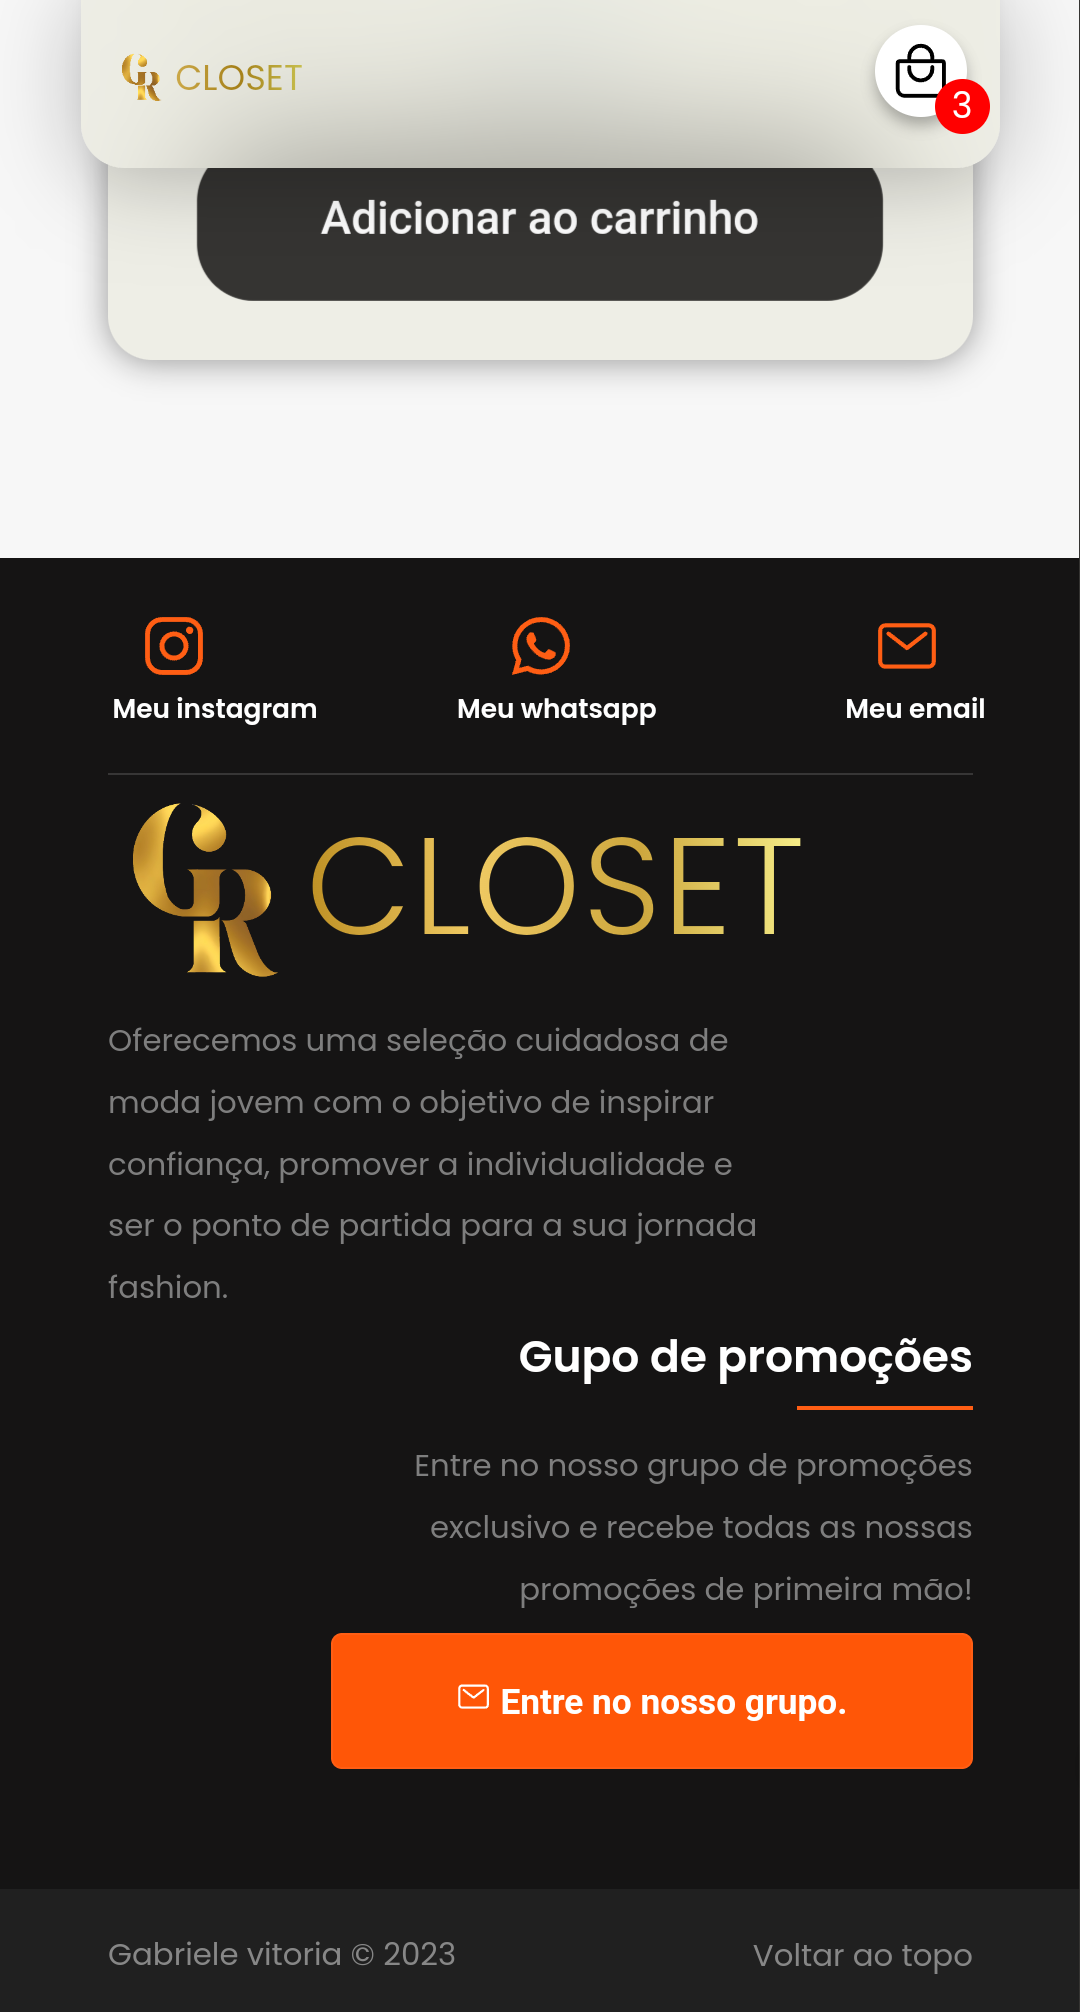 GR CLOSET
3
Adicionar ao carrinho
Meu instagram
Meu whatsapp
Meu email
GR CLOSET
Oferecemos uma seleção cuidadosa de
moda jovem com o objetivo de inspirar
confiança, promover a individualidade e
ser o ponto de partida para a sua jornada
fashion.
Gupo de promoções
Entre no nosso grupo de promoções
exclusivo e recebe todas as nossas
promoções de primeira mão!
Entre no nosso grupo.
Gabriele vitoria © 2023
Voltar ao topo